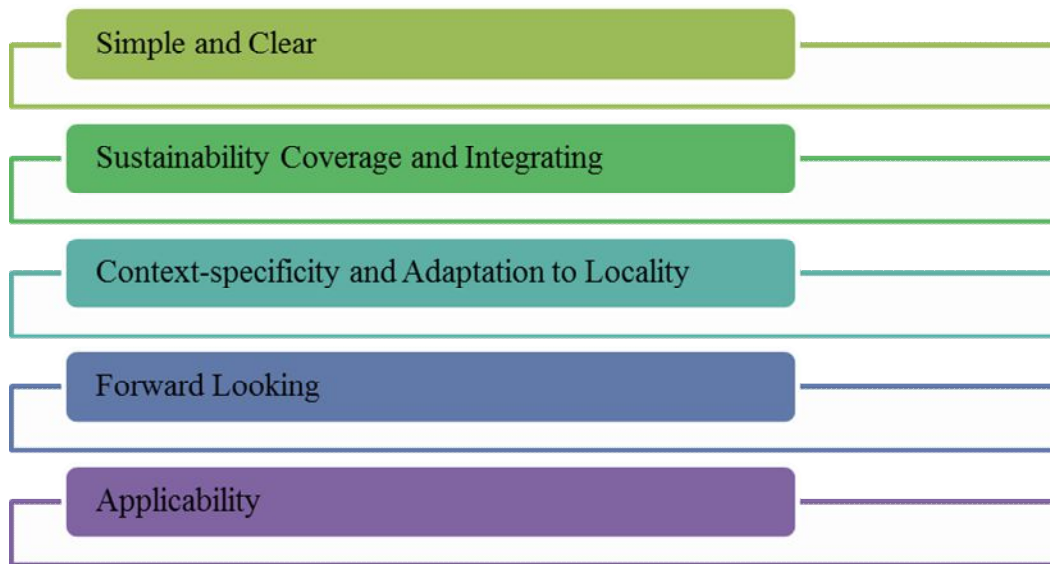 Simple and Clear
Sustainability Coverage and Integrating
Context-specificity and Adaptation to Locality
Forward Looking
Applicability